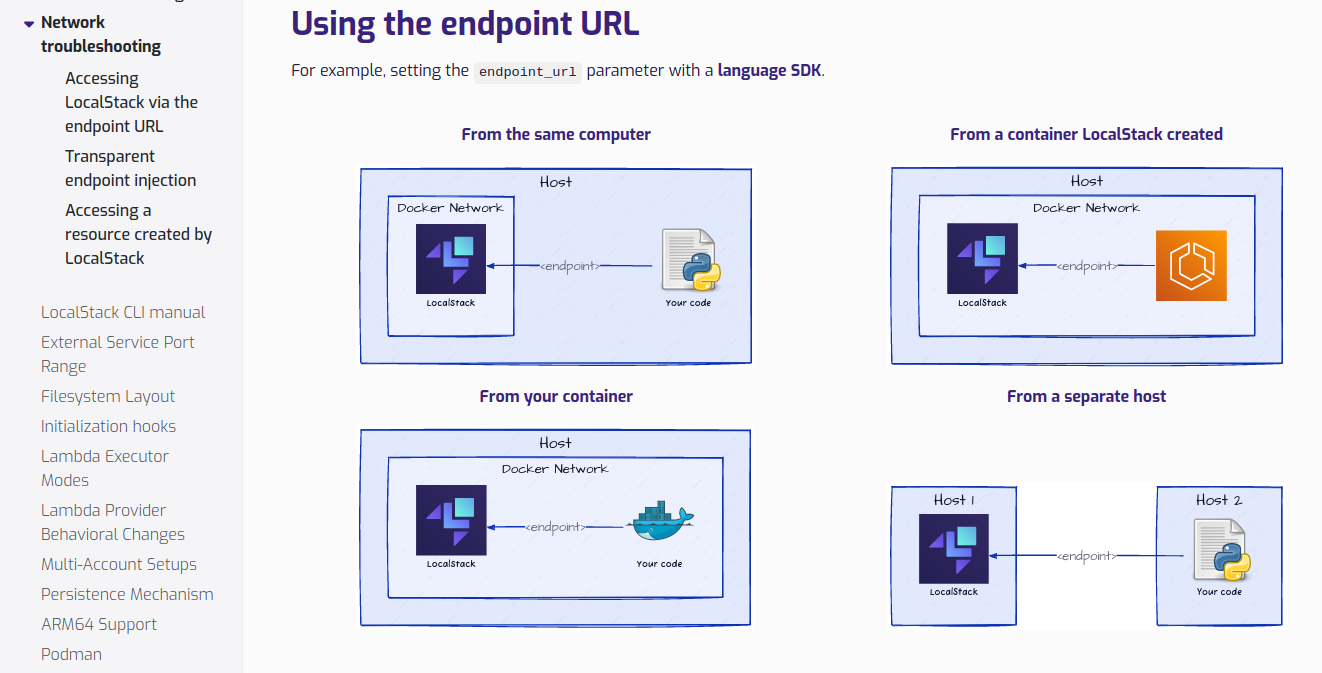 Network
troubleshooting
Accessing
LocalStack via the
endpoint URL
Transparent
endpoint injection
Accessing a
resource created by
LocalStack
LocalStack CLI manual
External Service Port
Range
Filesystem Layout
Initialization hooks
Lambda Executor
Modes
Lambda Provider
Behavioral Changes
Multi-Account Setups
Persistence Mechanism
ARM64 Support
Podman
Using the endpoint URL
For example, setting the endpoint_url parameter with a language SDK.
From the same computer
Host
Docker Network
<endpoint>
LocalStack
Your code
From a container LocalStack created
Host
Docker Network
<endpoint>
LocalStack
From your container
Host
Docker Network
<endpoint>
LocalStack
Your code
From a separate host
Host 1
Host 2
<endpoint>
LocalStack
Your code